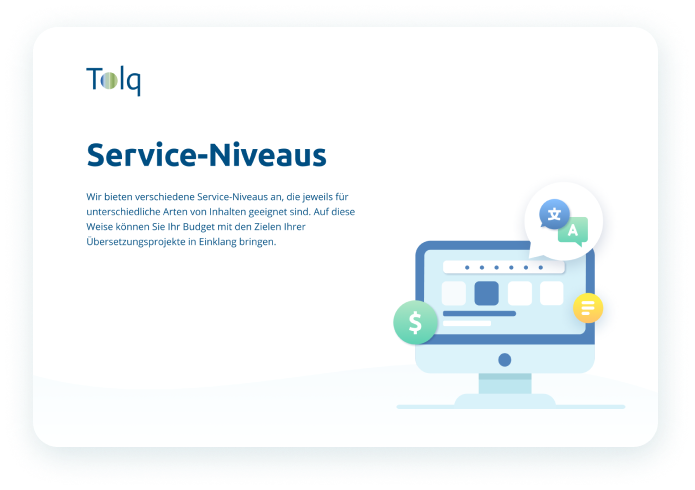 Tolq
Service-Niveaus
Wir bieten verschiedene Service-Niveaus an, die jeweils für
unterschiedliche Arten von Inhalten geeignet sind. Auf diese
Weise können Sie Ihr Budget mit den Zielen Ihrer
Übersetzungsprojekte in Einklang bringen.
文
A
$